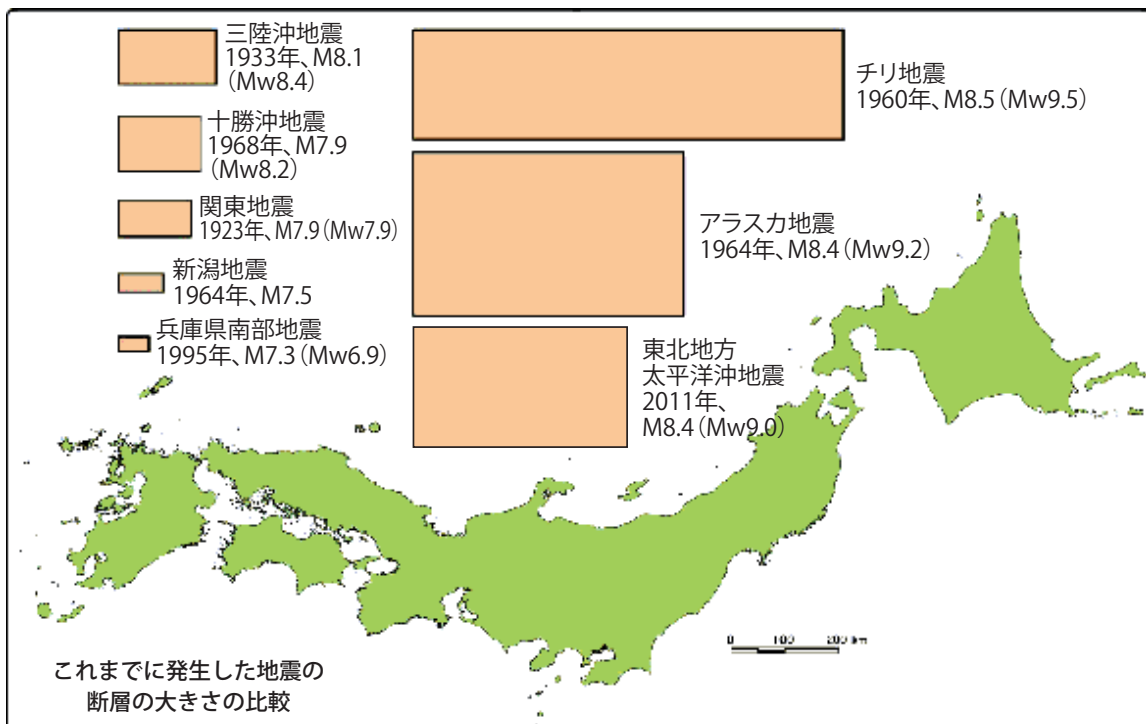 三陸沖地震
1933年、M8.1
(Mw8.4)
十勝沖地震
1968年、M7.9
(Mw8.2)
関東地震
1923年、M7.9(Mw7.9)
新潟地震
1964年、M7.5
兵庫県南部地震
1995年、M7.3(Mw6.9)
チリ地震
1960年、M8.5(Mw9.5)
アラスカ地震
1964年、M8.4(Mw9.2)
東北地方
太平洋沖地震
2011年、
M8.4(Mw9.0)
0 100 200 km
これまでに発生した地震の
断層の大きさの比較